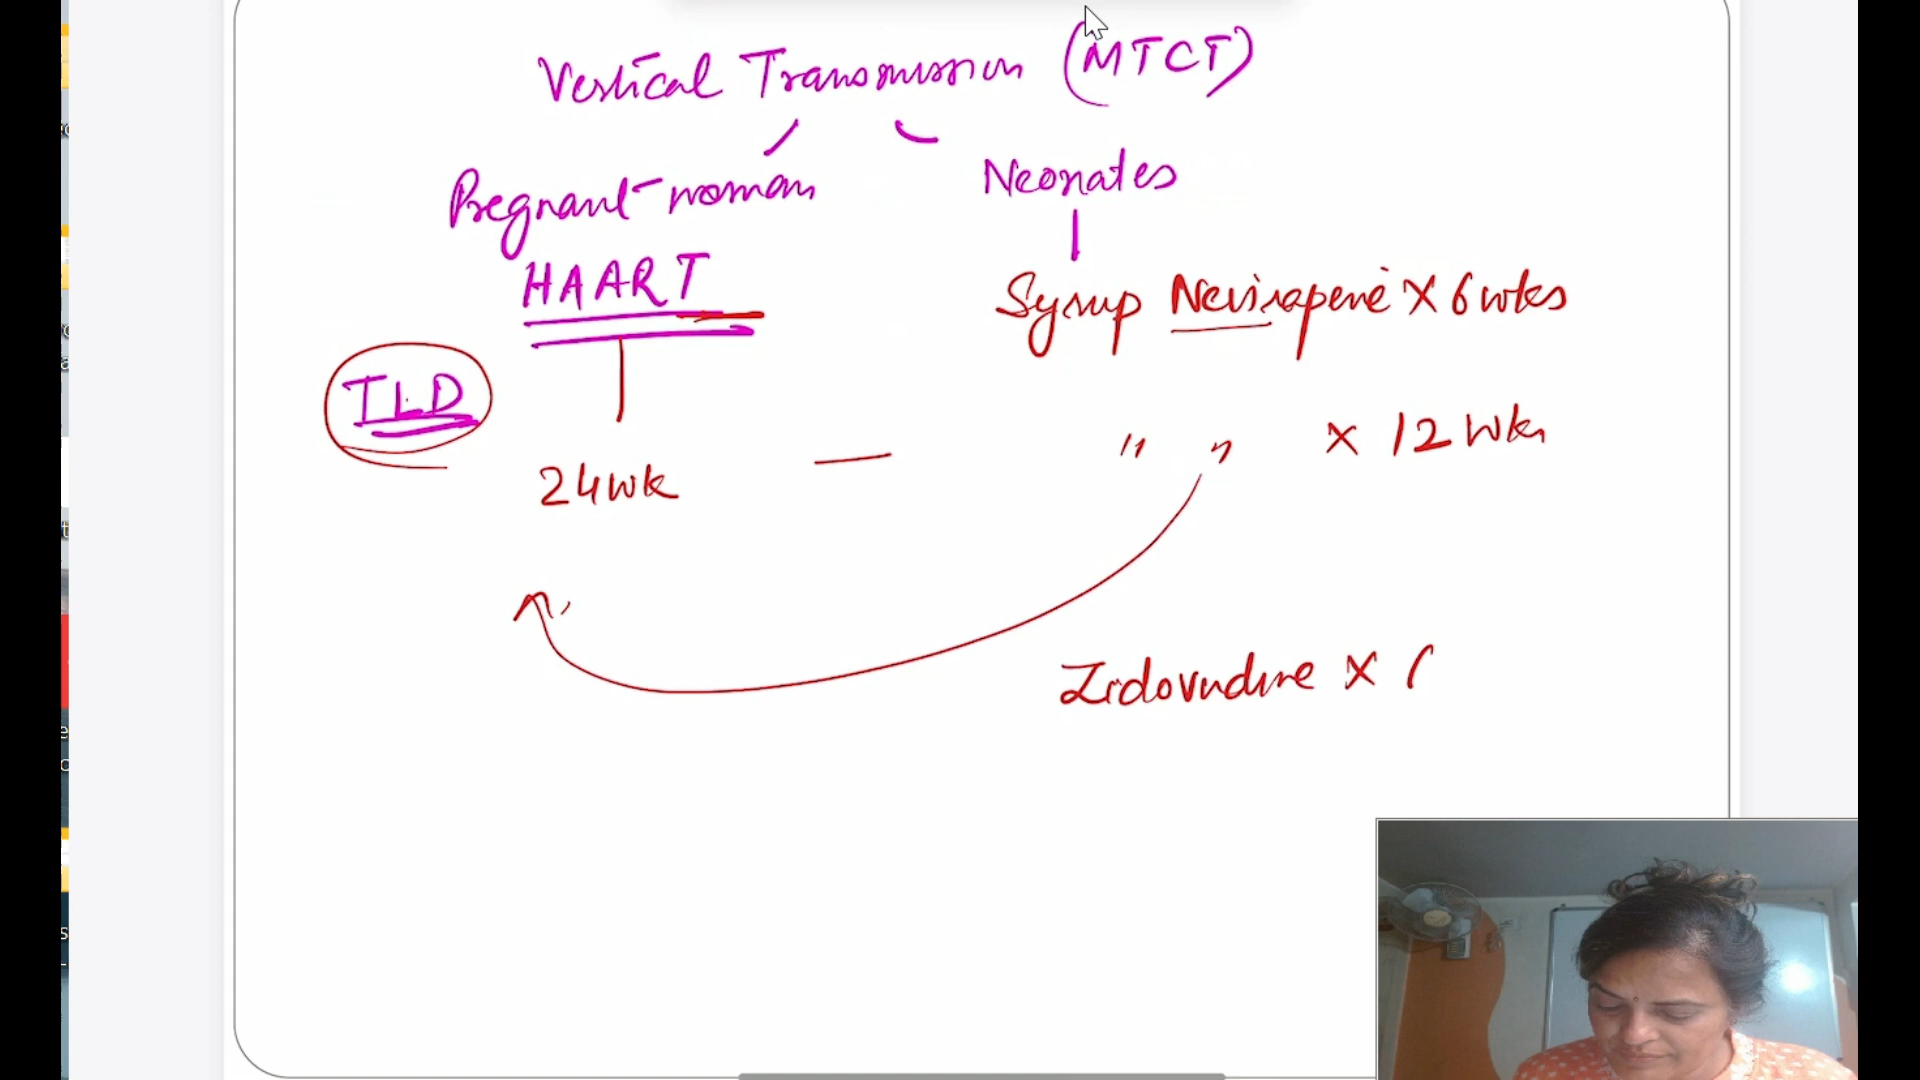 Vertical Transmission (MTCT)
Pregnant woman
Neonates
HAART
Syrup Nevirapene X 6 wks
TLD
24wk — " " x 12 wks
Zidovudine X (